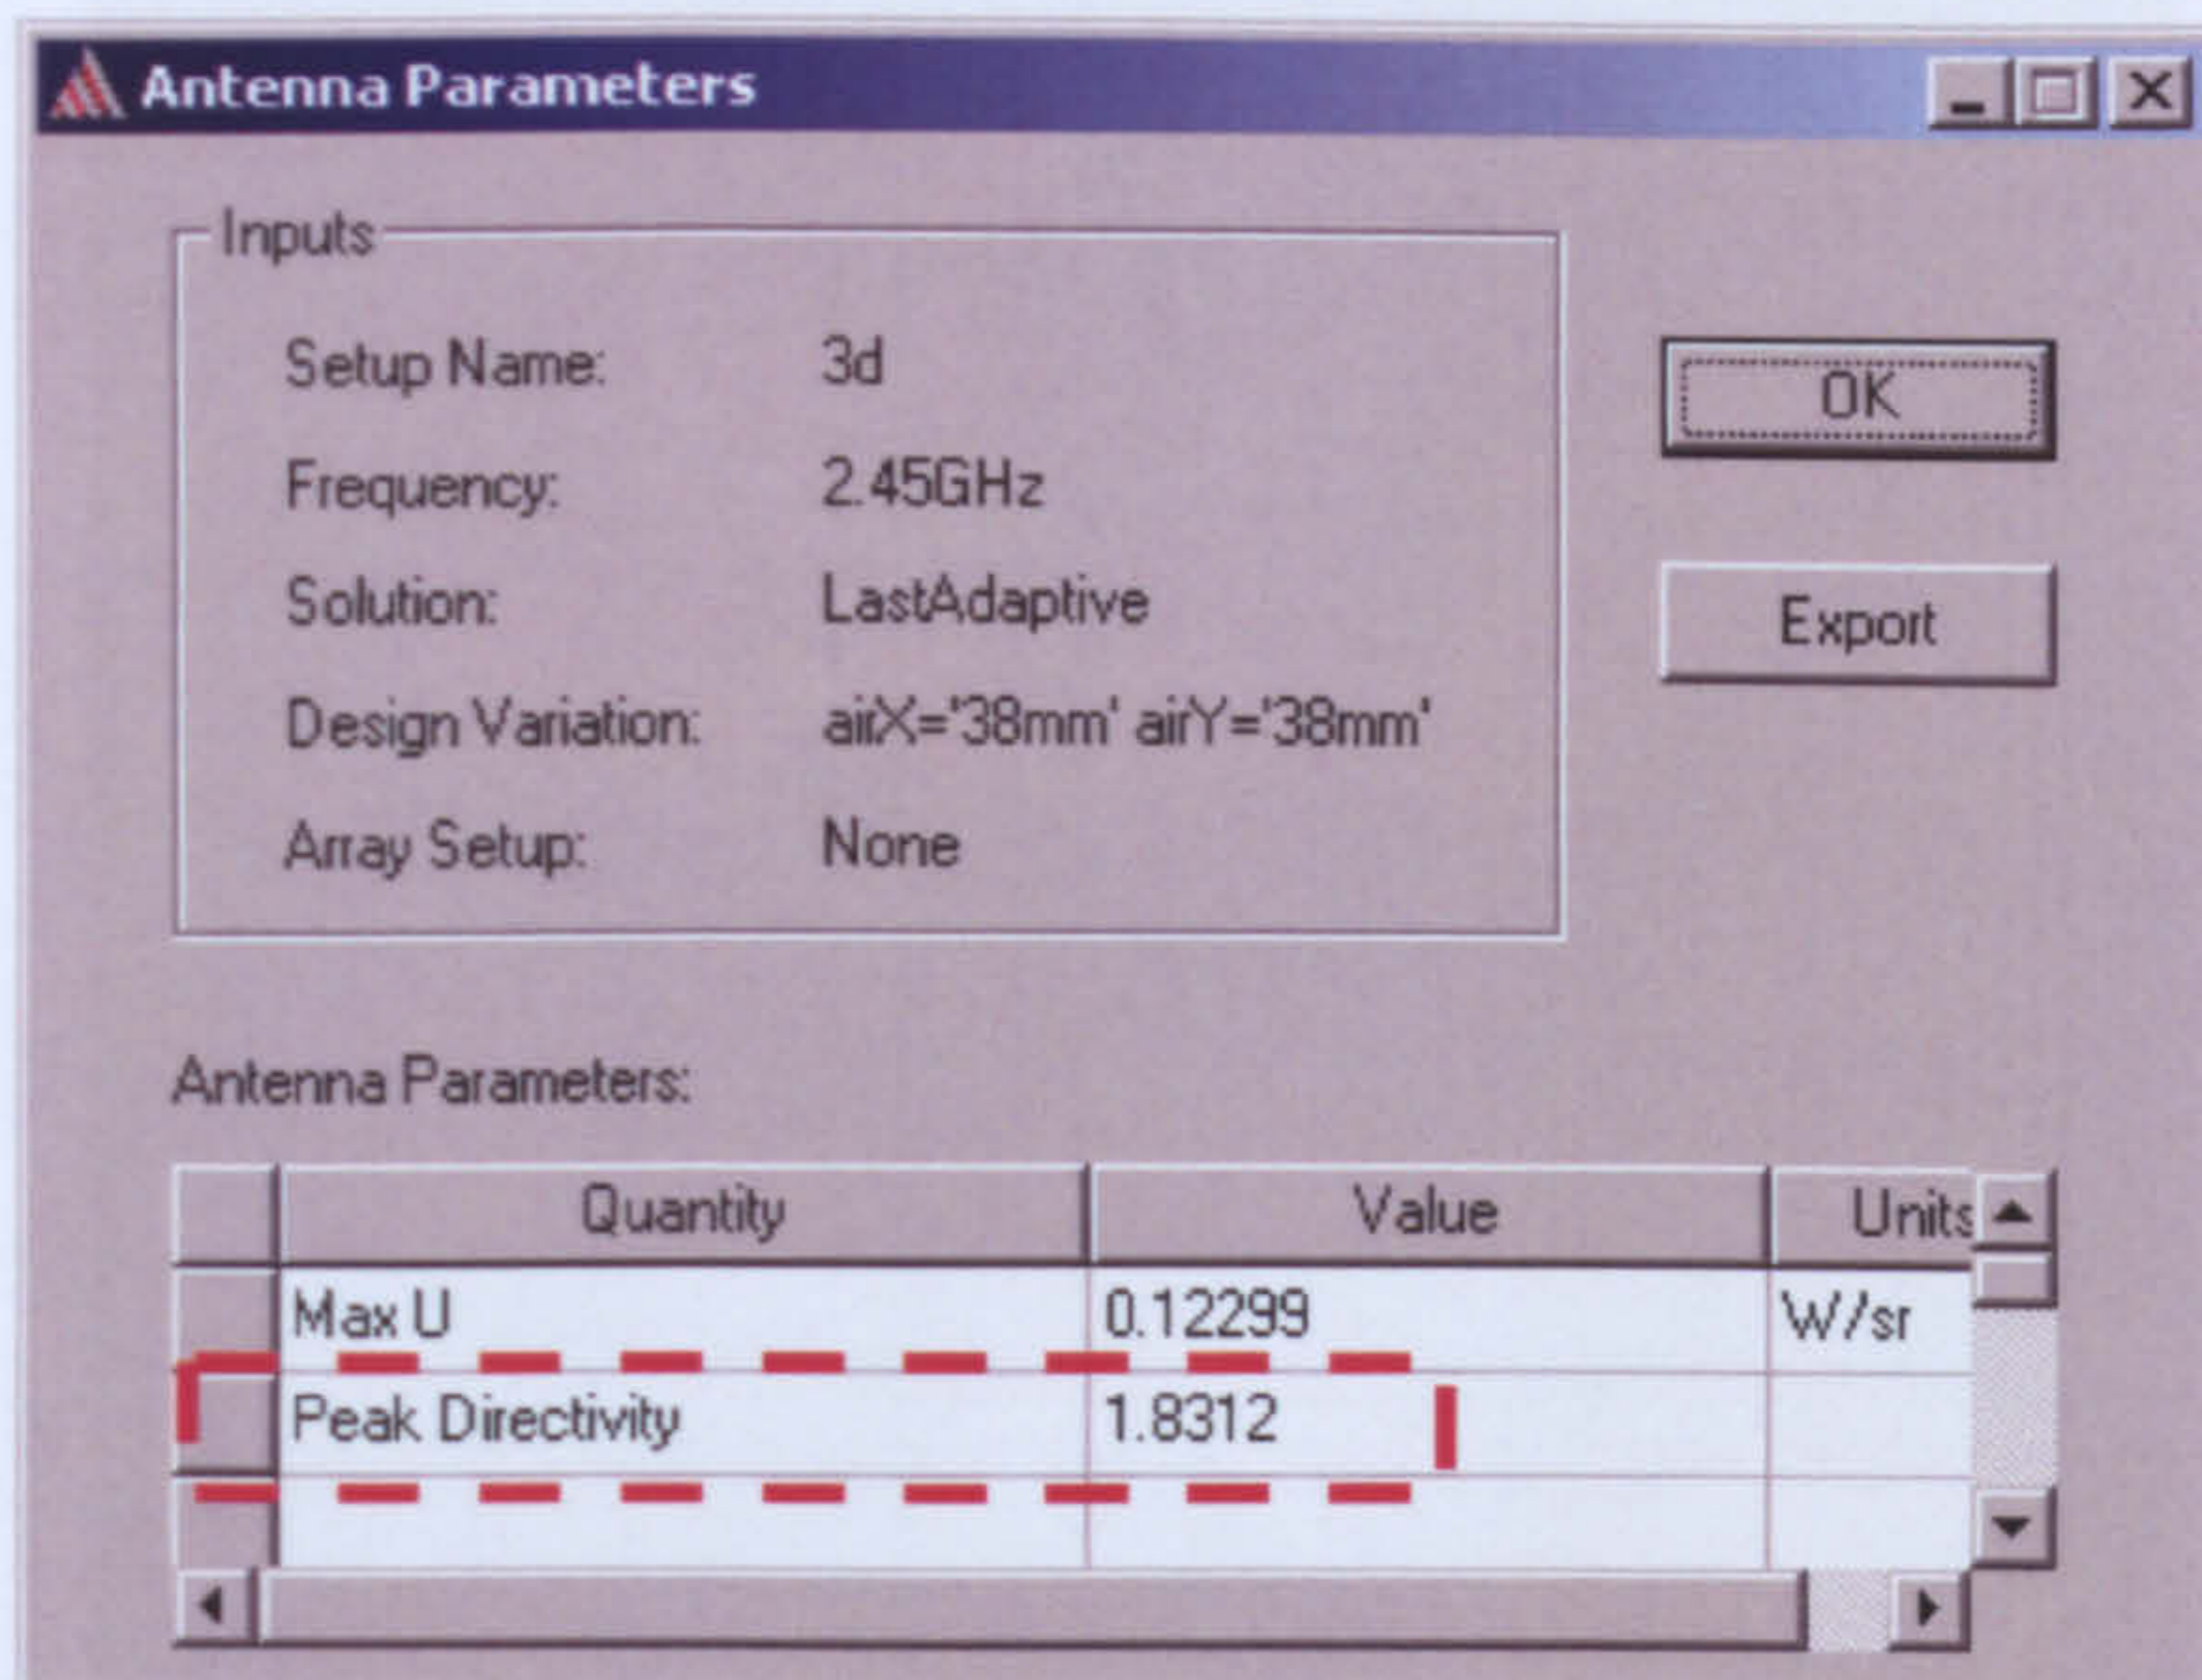 Antenna Parameters
Inputs
Setup Name: 3d
Frequency: 2.45GHz
Solution: LastAdaptive
Design Variation: airX='38mm' airY='38mm'
Array Setup: None
OK
Export
Antenna Parameters:
Quantity Value Units
Max U 0.12299 W/sr
Peak Directivity 1.8312